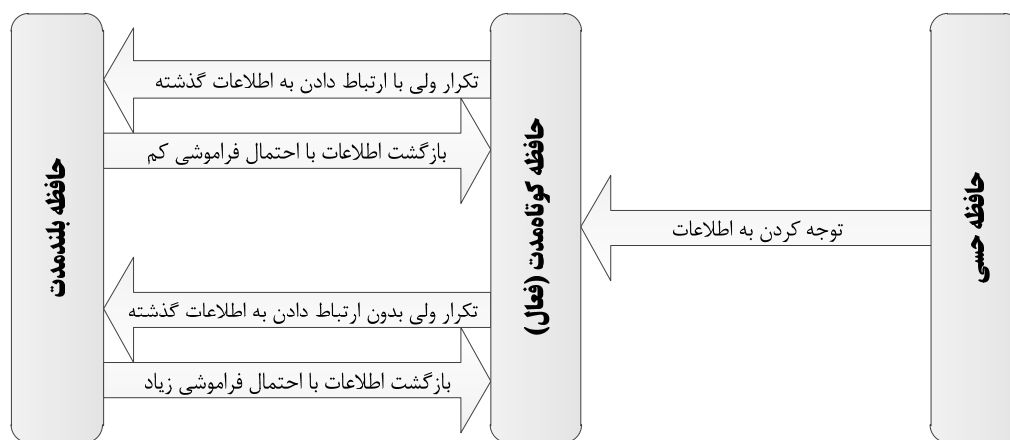 حافظه حسی
توجه کردن به اطلاعات
حافظه کوتاه‌مدت (فعال)
تکرار ولی با ارتباط دادن به اطلاعات گذشته
بازگشت اطلاعات با احتمال فراموشی کم
تکرار ولی بدون ارتباط دادن به اطلاعات گذشته
بازگشت اطلاعات با احتمال فراموشی زیاد
حافظه بلندمدت